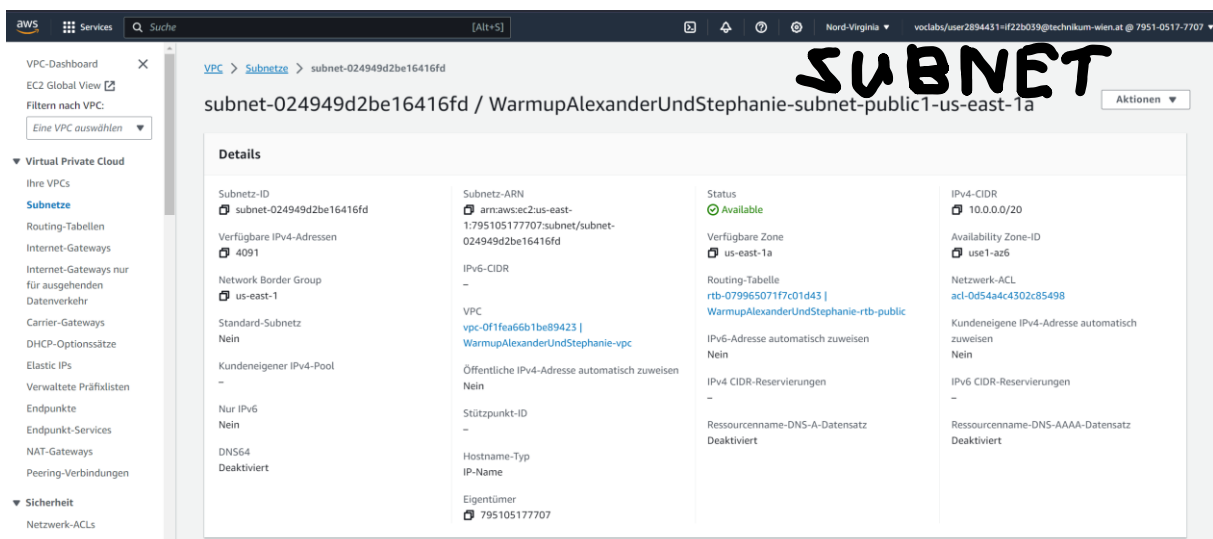 aws Services Suche [Alt+S] Nord-Virginia voclabs/user2894431=if22b039@technikum-wien.at @ 7951-0517-7707
SUBNET
VPC-Dashboard
EC2 Global View
Filtern nach VPC:
Eine VPC auswählen
Virtual Private Cloud
Ihre VPCs
Subnetze
Routing-Tabellen
Internet-Gateways
Internet-Gateways nur
für ausgehenden
Datenverkehr
Carrier-Gateways
DHCP-Optionssätze
Elastic IPs
Verwaltete Präfixlisten
Endpunkte
Endpunkt-Services
NAT-Gateways
Peering-Verbindungen
Sicherheit
Netzwerk-ACLs
VPC > Subnetze > subnet-024949d2be16416fd
subnet-024949d2be16416fd / WarmupAlexanderUndStephanie-subnet-public1-us-east-1a
Aktionen
Details
Subnetz-ID
subnet-024949d2be16416fd
Verfügbare IPv4-Adressen
4091
Network Border Group
us-east-1
Standard-Subnetz
Nein
Kundeneigener IPv4-Pool
–
Nur IPv6
Nein
DNS64
Deaktiviert
Subnetz-ARN
arn:aws:ec2:us-east-
1:795105177707:subnet/subnet-
024949d2be16416fd
IPv6-CIDR
–
VPC
vpc-0f1fea66b1be89423 |
WarmupAlexanderUndStephanie-vpc
Öffentliche IPv4-Adresse automatisch zuweisen
Nein
Stützpunkt-ID
–
Hostname-Typ
IP-Name
Eigentümer
795105177707
Status
Available
Verfügbare Zone
us-east-1a
Routing-Tabelle
rtb-079965071f7c01d43 |
WarmupAlexanderUndStephanie-rtb-public
IPv6-Adresse automatisch zuweisen
Nein
IPv4 CIDR-Reservierungen
–
Ressourcenname-DNS-A-Datensatz
Deaktiviert
IPv4-CIDR
10.0.0.0/20
Availability Zone-ID
use1-az6
Netzwerk-ACL
acl-0d54a4c4302c85498
Kundeneigene IPv4-Adresse automatisch
zuweisen
Nein
IPv6 CIDR-Reservierungen
–
Ressourcenname-DNS-AAAA-Datensatz
Deaktiviert